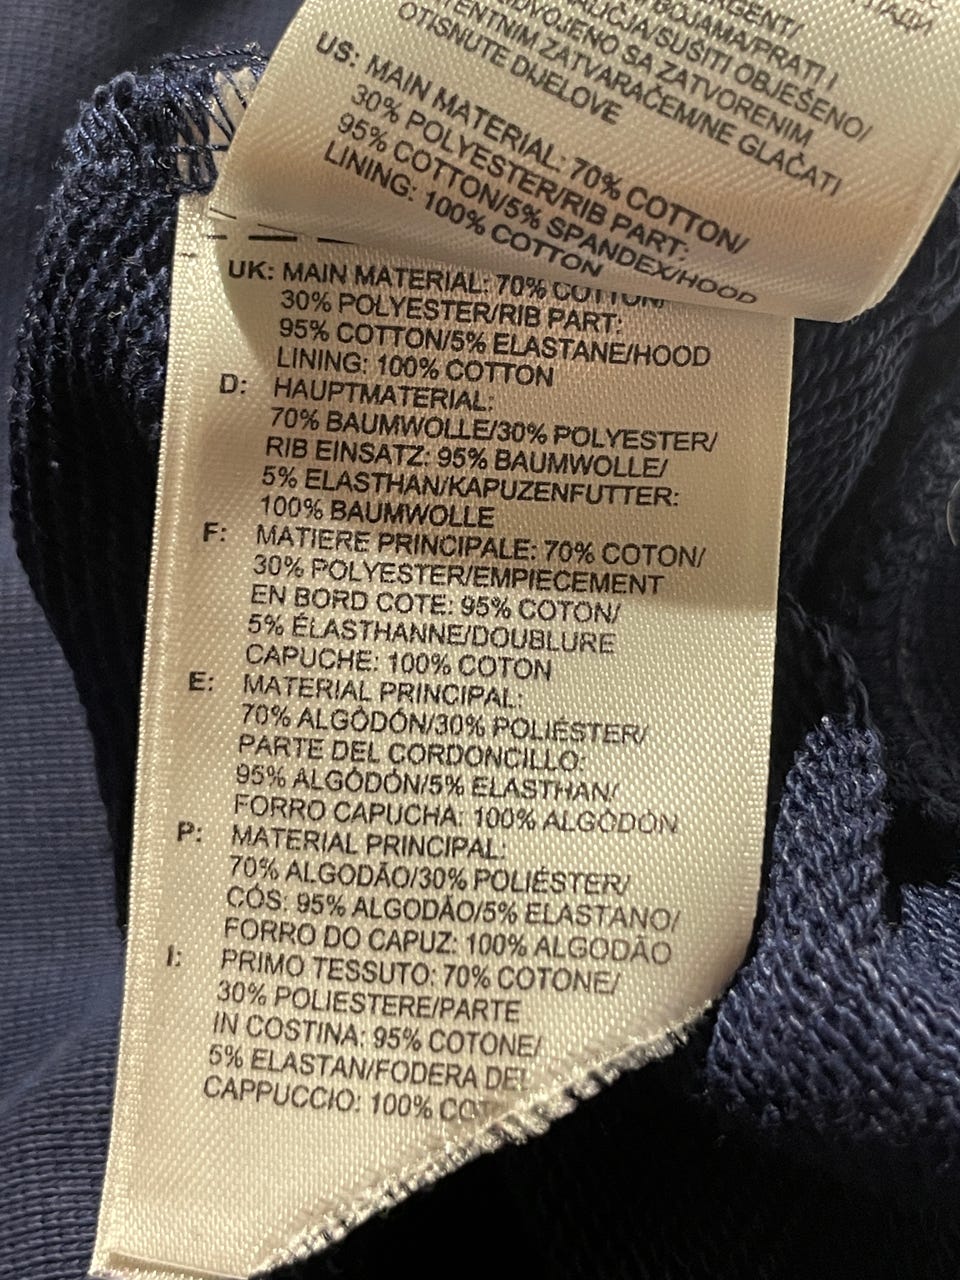 ПАЦИ
OTISNUTE DIJELOVE
US: MAIN MATERIAL: 70% COTTON/
30% POLYESTER/RIB PART:
95% COTTON/5% SPANDEX/HOOD
LINING: 100% COTTON
UK: MAIN MATERIAL: 70% COTTON/
30% POLYESTER/RIB PART:
95% COTTON/5% ELASTANE/HOOD
LINING: 100% COTTON
D: HAUPTMATERIAL:
70% BAUMWOLLE/30% POLYESTER/
RIB EINSATZ: 95% BAUMWOLLE/
5% ELASTHAN/KAPUZENFUTTER:
100% BAUMWOLLE
F: MATIERE PRINCIPALE: 70% COTON/
30% POLYESTER/EMPIECEMENT
EN BORD COTE: 95% COTON/
5% ÉLASTHANNE/DOUBLURE
CAPUCHE: 100% COTON
E: MATERIAL PRINCIPAL:
70% ALGODÓN/30% POLIÉSTER/
PARTE DEL CORDONCILLO:
95% ALGODÓN/5% ELASTHAN/
FORRO CAPUCHA: 100% ALGODÓN
P: MATERIAL PRINCIPAL:
70% ALGODÃO/30% POLIÉSTER/
CÓS: 95% ALGODÃO/5% ELASTANO/
FORRO DO CAPUZ: 100% ALGODÃO
I: PRIMO TESSUTO: 70% COTONE/
30% POLIESTERE/PARTE
IN COSTINA: 95% COTONE/
5% ELASTAN/FODERA DEL
CAPPUCCIO: 100% COT